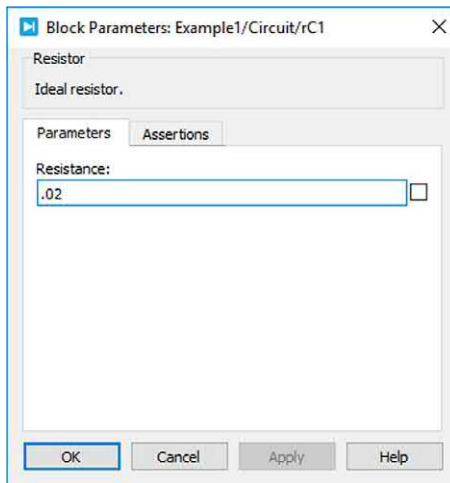 Block Parameters: Example1/Circuit/rC1
Resistor
Ideal resistor.
Parameters Assertions
Resistance:
.02
OK Cancel Apply Help